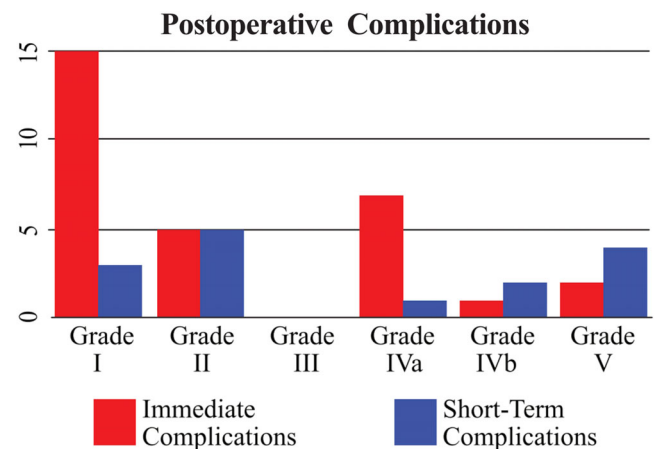 Postoperative Complications
15
10
5
0
Grade I
Grade II
Grade III
Grade IVa
Grade IVb
Grade V
Immediate
Complications
Short-Term
Complications